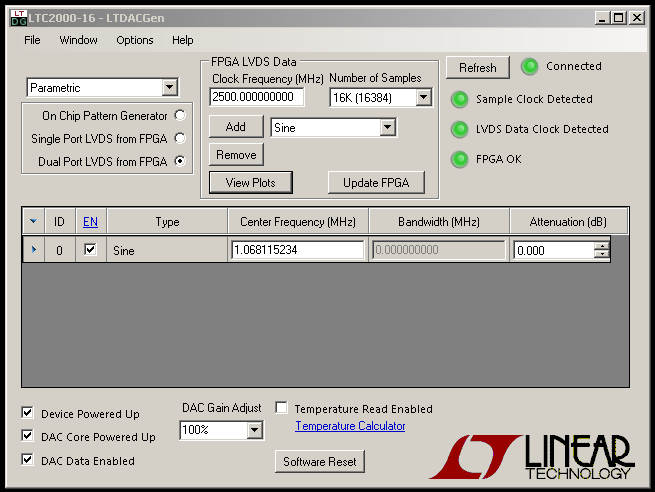 LT
DG
LTC2000-16 - LTDACGen
File Window Options Help
Parametric
On Chip Pattern Generator
Single Port LVDS from FPGA
Dual Port LVDS from FPGA
FPGA LVDS Data
Clock Frequency (MHz) Number of Samples
2500.000000000 16K (16384)
Add Sine
Remove
View Plots Update FPGA
Refresh Connected
Sample Clock Detected
LVDS Data Clock Detected
FPGA OK
ID EN Type Center Frequency (MHz) Bandwidth (MHz) Attenuation (dB)
0 Sine 1.068115234 0.000000000 0.000
Device Powered Up
DAC Core Powered Up
DAC Data Enabled
DAC Gain Adjust
100%
Temperature Read Enabled
Temperature Calculator
Software Reset
LINEAR
TECHNOLOGY